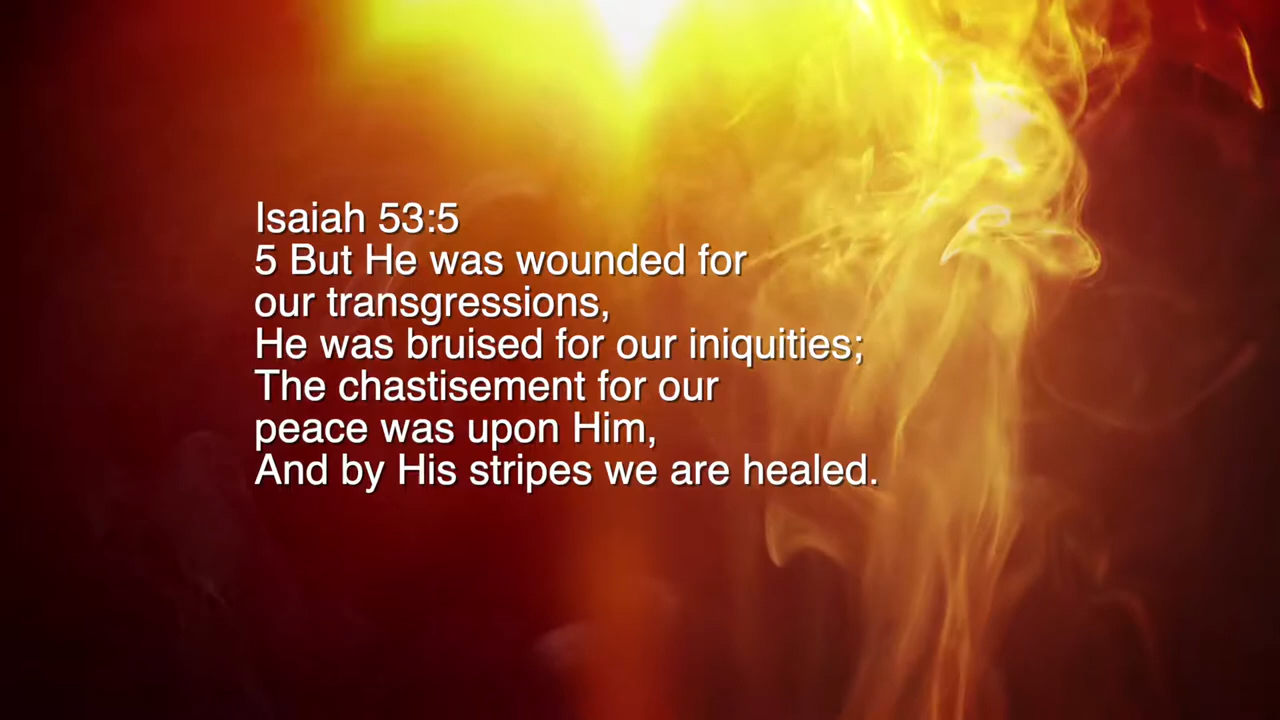 Isaiah 53:5
5 But He was wounded for
our transgressions,
He was bruised for our iniquities;
The chastisement for our
peace was upon Him,
And by His stripes we are healed.